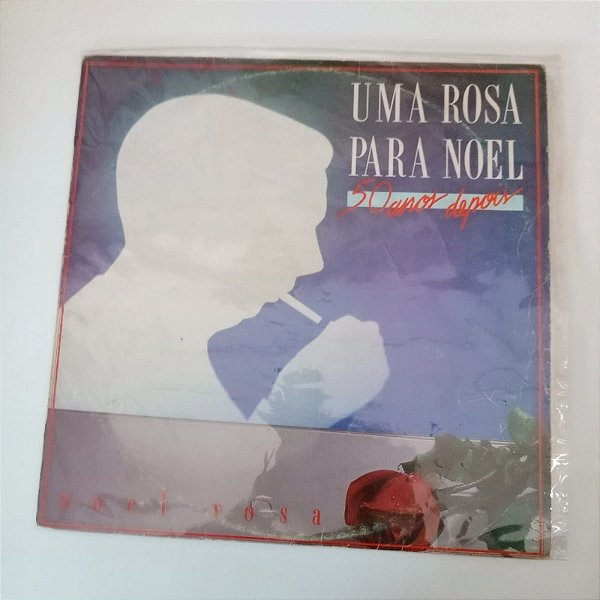 UMA ROSA
PARA NOEL
50 anos depois
noel rosa